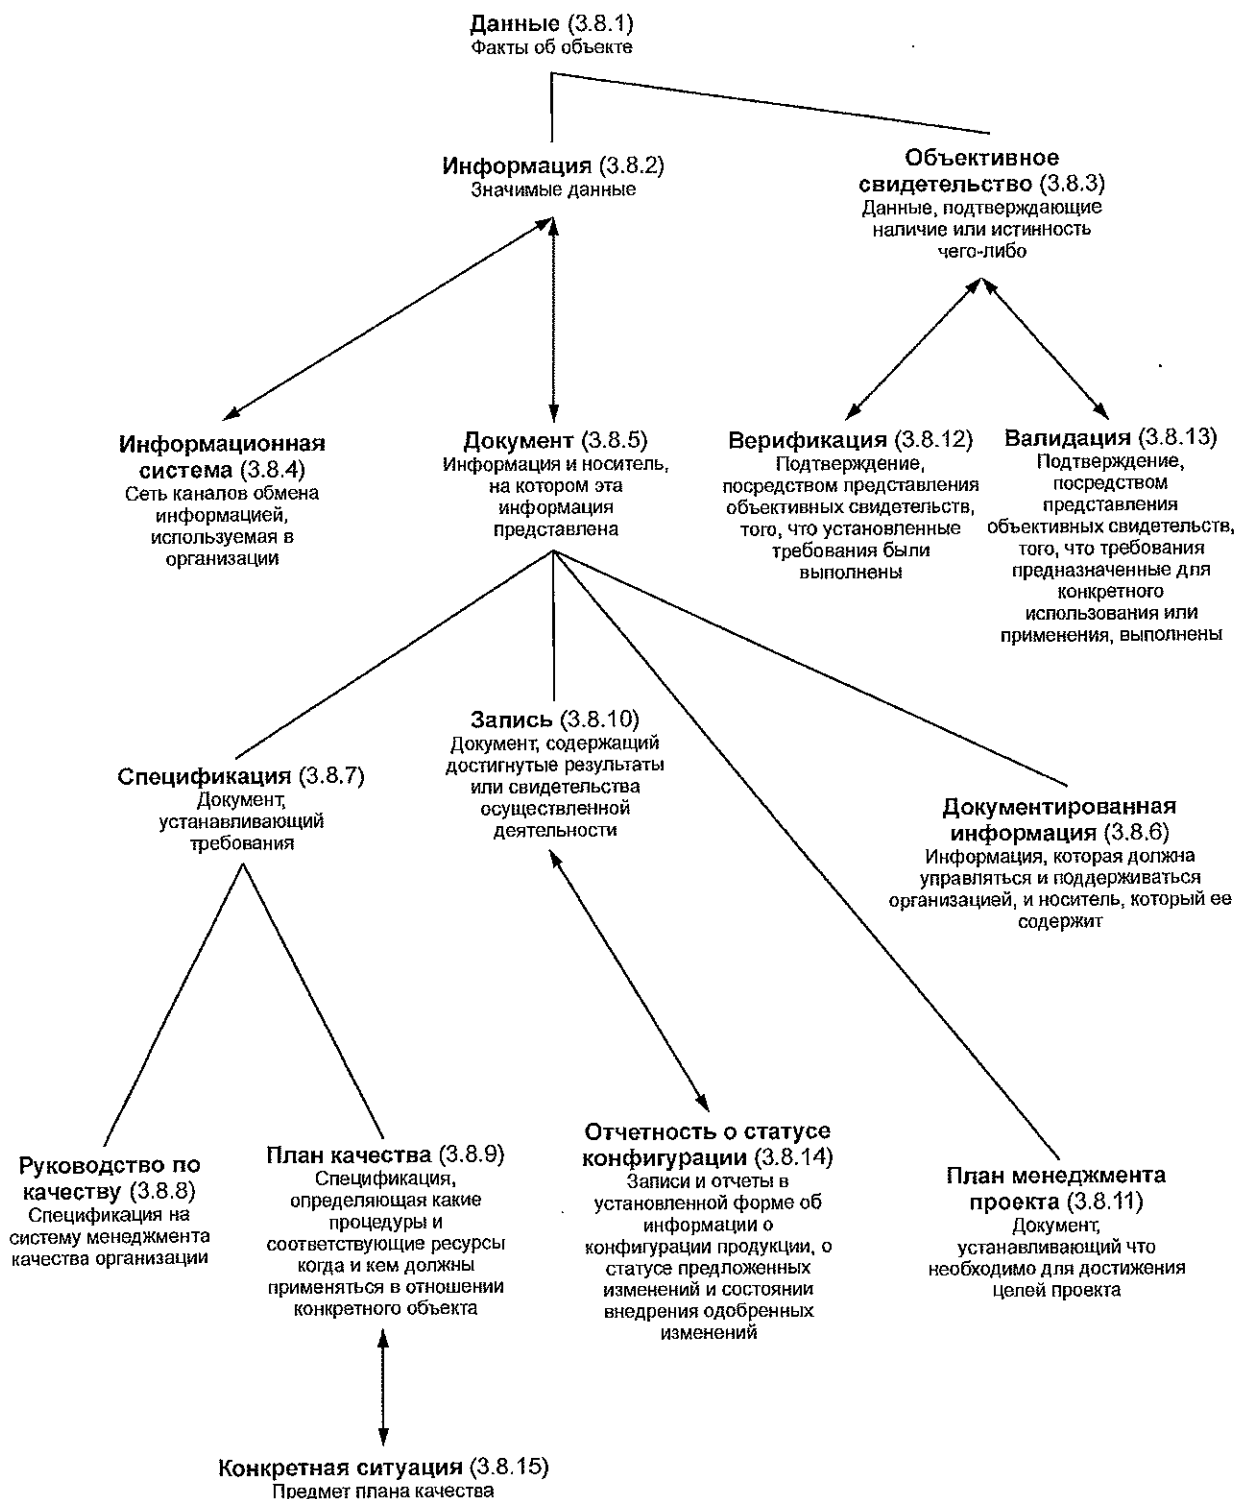 Данные (3.8.1)
Факты об объекте
Информация (3.8.2)
Значимые данные
Объективное
свидетельство (3.8.3)
Данные, подтверждающие
наличие или истинность
чего-либо
Информационная
система (3.8.4)
Сеть каналов обмена
информацией,
используемая в
организации
Документ (3.8.5)
Информация и носитель,
на котором эта
информация
представлена
Верификация (3.8.12)
Подтверждение,
посредством представления
объективных свидетельств,
того, что установленные
требования были
выполнены
Валидация (3.8.13)
Подтверждение,
посредством
представления
объективных свидетельств,
того, что требования
предназначенные для
конкретного
использования или
применения, выполнены
Спецификация (3.8.7)
Документ,
устанавливающий
требования
Запись (3.8.10)
Документ, содержащий
достигнутые результаты
или свидетельства
осуществленной
деятельности
Документированная
информация (3.8.6)
Информация, которая должна
управляться и поддерживаться
организацией, и носитель, который ее
содержит
Руководство по
качеству (3.8.8)
Спецификация на
систему менеджмента
качества организации
План качества (3.8.9)
Спецификация,
определяющая какие
процедуры и
соответствующие ресурсы
когда и кем должны
применяться в отношении
конкретного объекта
Отчетность о статусе
конфигурации (3.8.14)
Записи и отчеты в
установленной форме об
информации о
конфигурации продукции, о
статусе предложенных
изменений и состоянии
внедрения одобренных
изменений
План менеджмента
проекта (3.8.11)
Документ,
устанавливающий что
необходимо для достижения
целей проекта
Конкретная ситуация (3.8.15)
Предмет плана качества